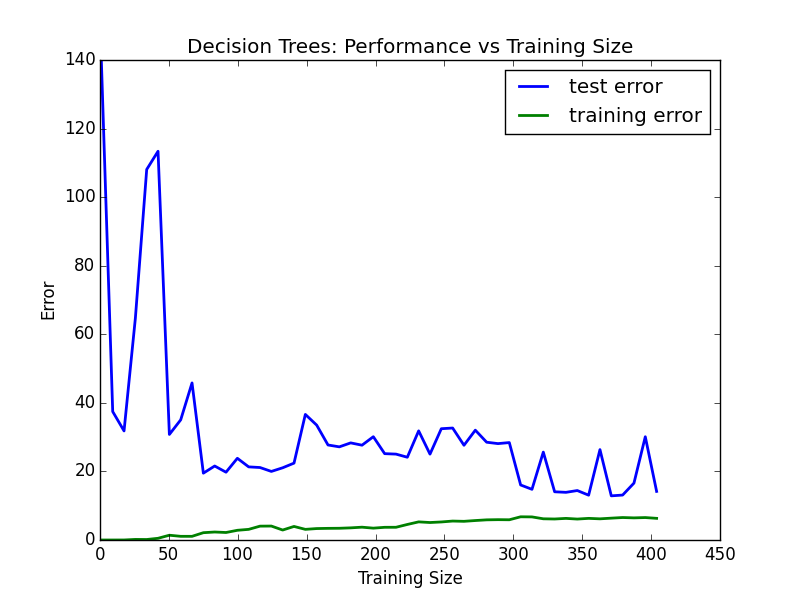 Decision Trees: Performance vs Training Size
140
120
100
80
60
40
20
0
Error
test error
training error
0 50 100 150 200 250 300 350 400 450
Training Size